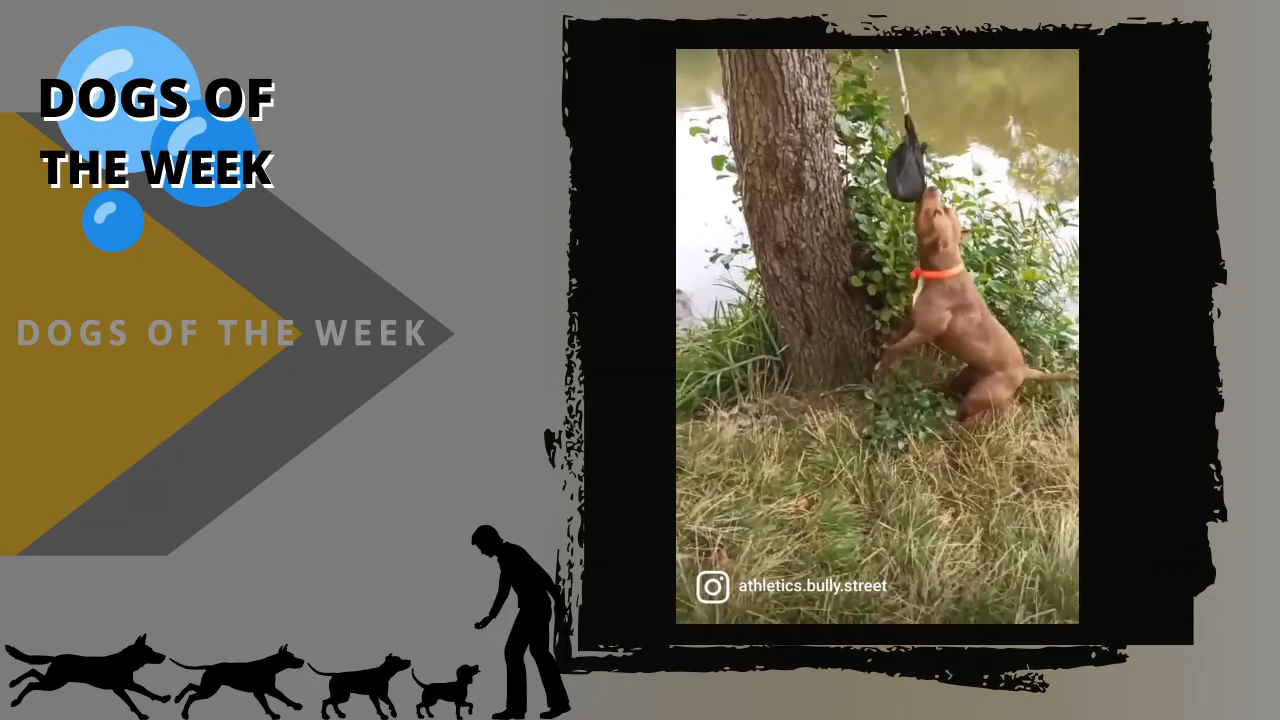 DOGS OF
THE WEEK
DOGS OF THE WEEK
athletics.bully.street